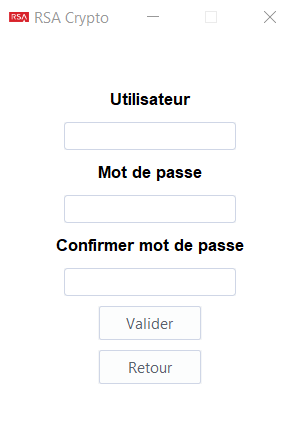 RSA RSA Crypto
Utilisateur
Mot de passe
Confirmer mot de passe
Valider
Retour